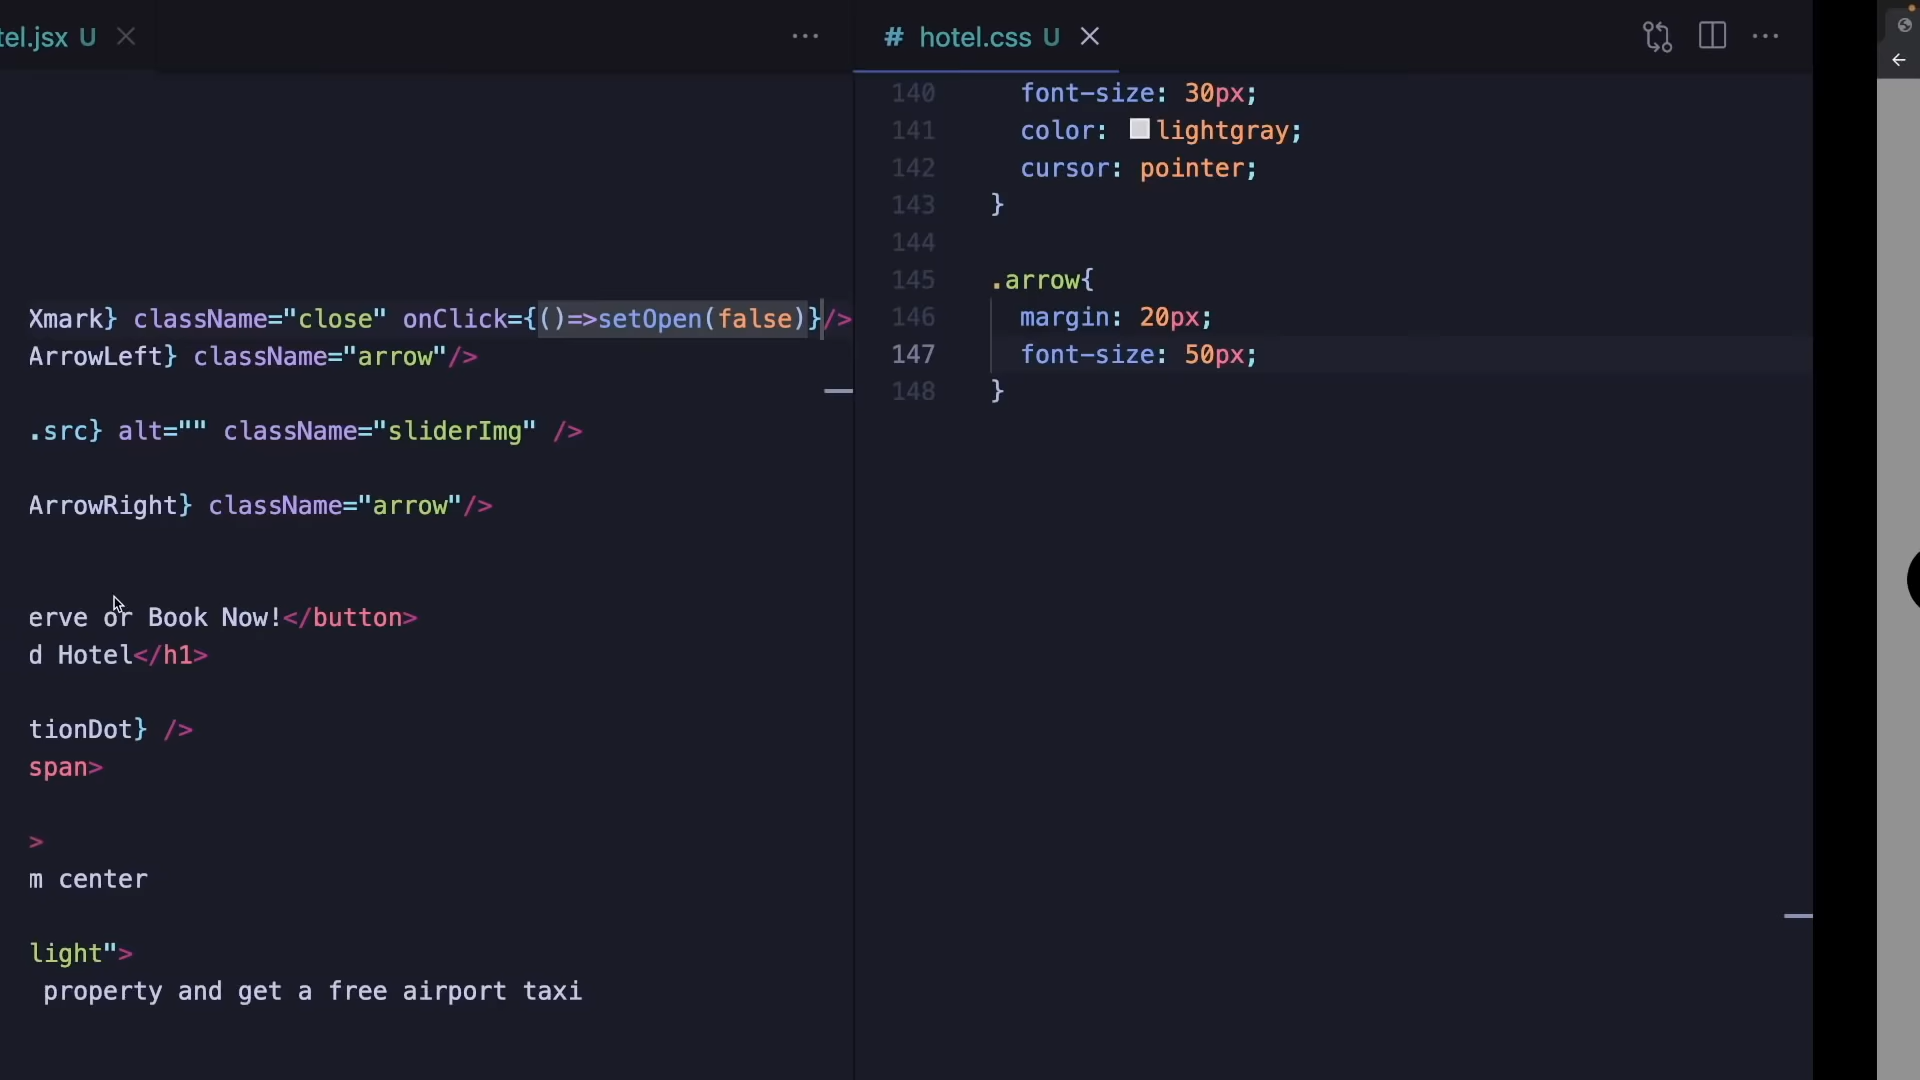 tel.jsx U
Xmark} className="close" onClick={()=>setOpen(false)}/>
ArrowLeft} className="arrow"/>
.src} alt="" className="sliderImg" />
ArrowRight} className="arrow"/>
erve or Book Now!</button>
d Hotel</h1>
tionDot} />
span>
>
m center
light">
property and get a free airport taxi
# hotel.css U
140 font-size: 30px;
141 color: lightgray;
142 cursor: pointer;
143 }
144
145 .arrow{
146 margin: 20px;
147 font-size: 50px;
148 }